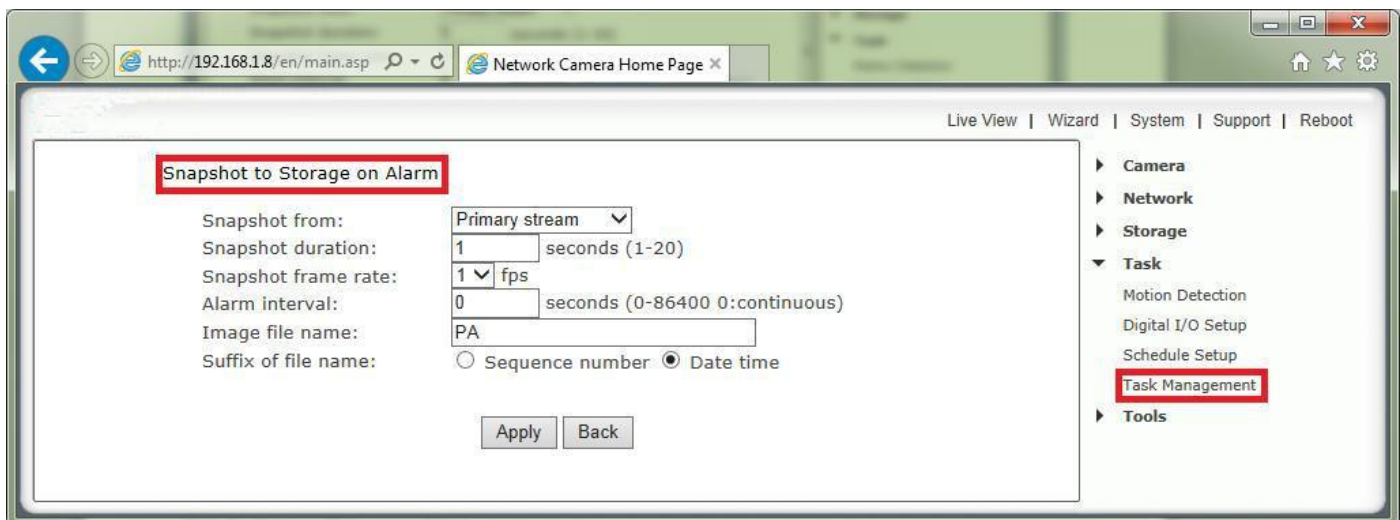 http://192.168.1.8/en/main.asp
Network Camera Home Page
Live View | Wizard | System | Support | Reboot
Snapshot to Storage on Alarm
Snapshot from: Primary stream
Snapshot duration: 1 seconds (1-20)
Snapshot frame rate: 1 fps
Alarm interval: 0 seconds (0-86400 0:continuous)
Image file name: PA
Suffix of file name: Sequence number Date time
Apply Back
Camera
Network
Storage
Task
Motion Detection
Digital I/O Setup
Schedule Setup
Task Management
Tools